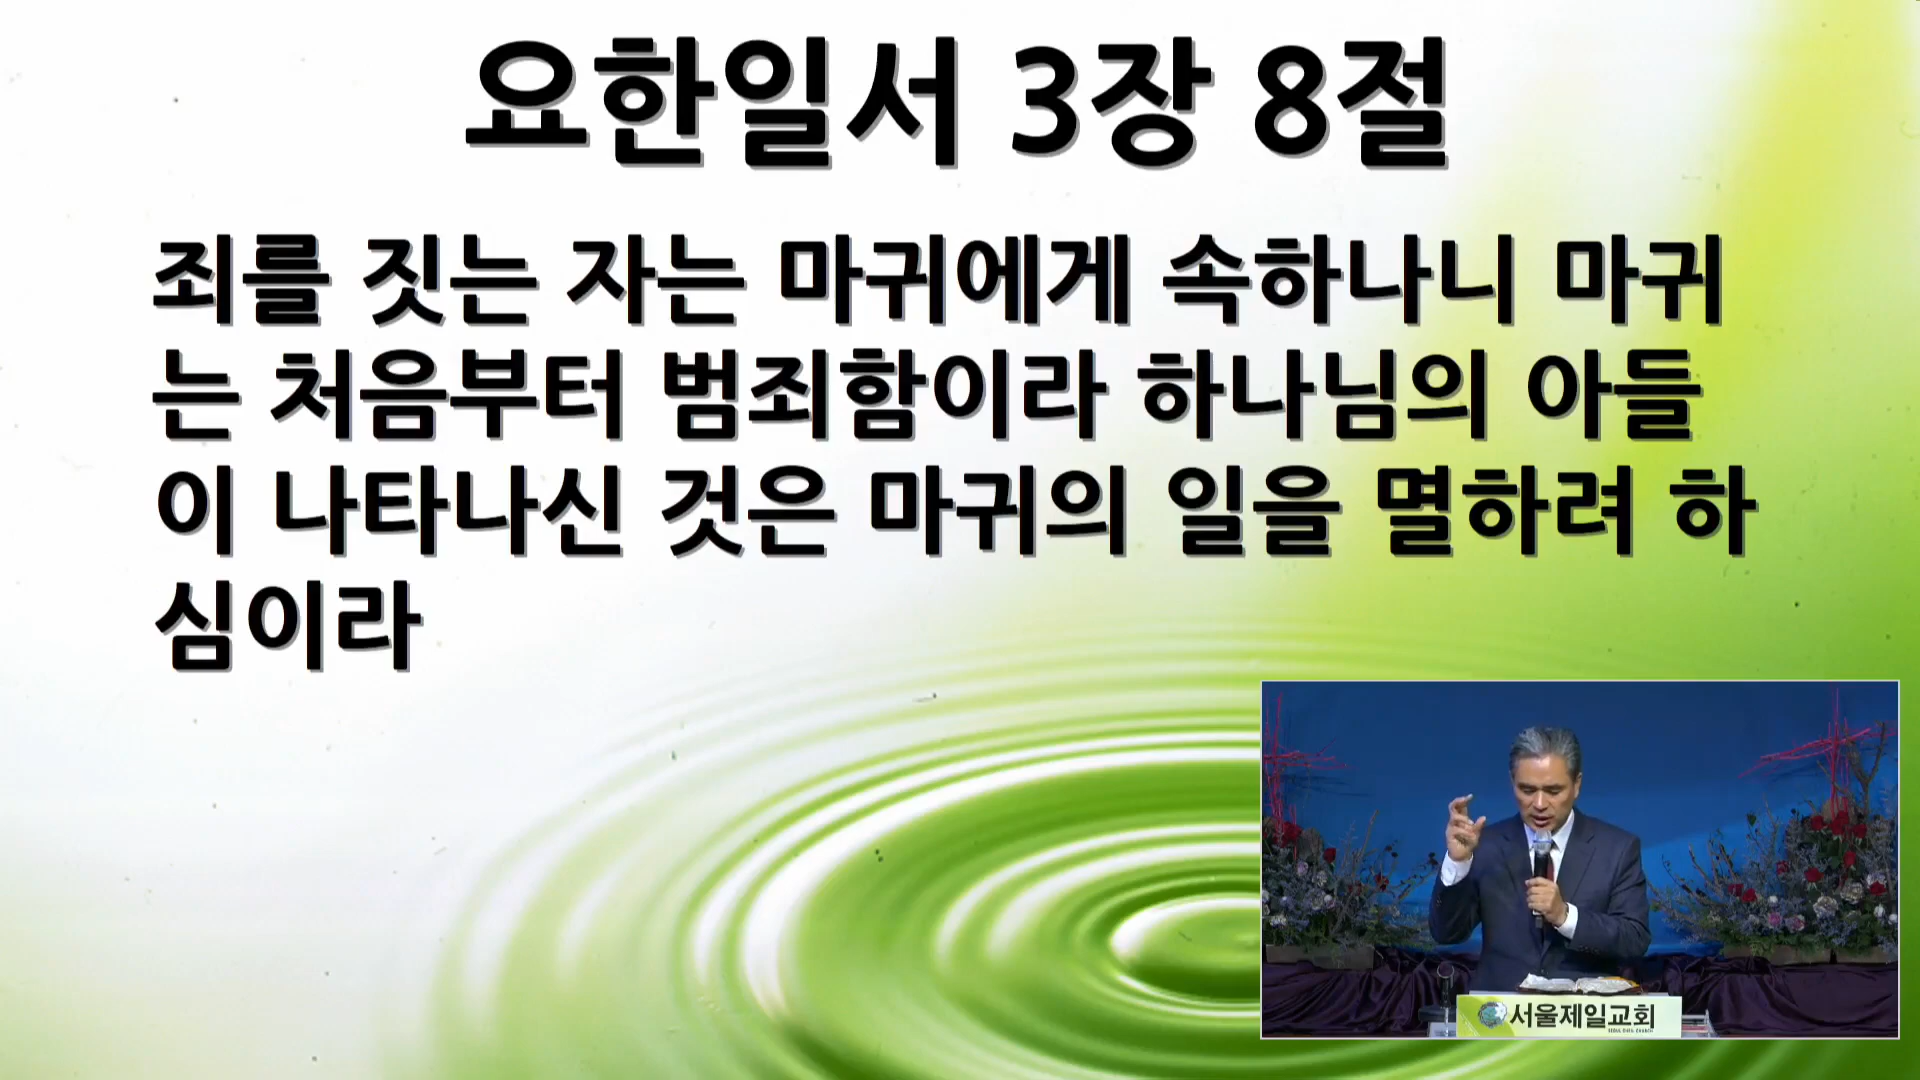 요한일서 3장 8절
죄를 짓는 자는 마귀에게 속하나니 마귀
는 처음부터 범죄함이라 하나님의 아들
이 나타나신 것은 마귀의 일을 멸하려 하
심이라
서울제일교회